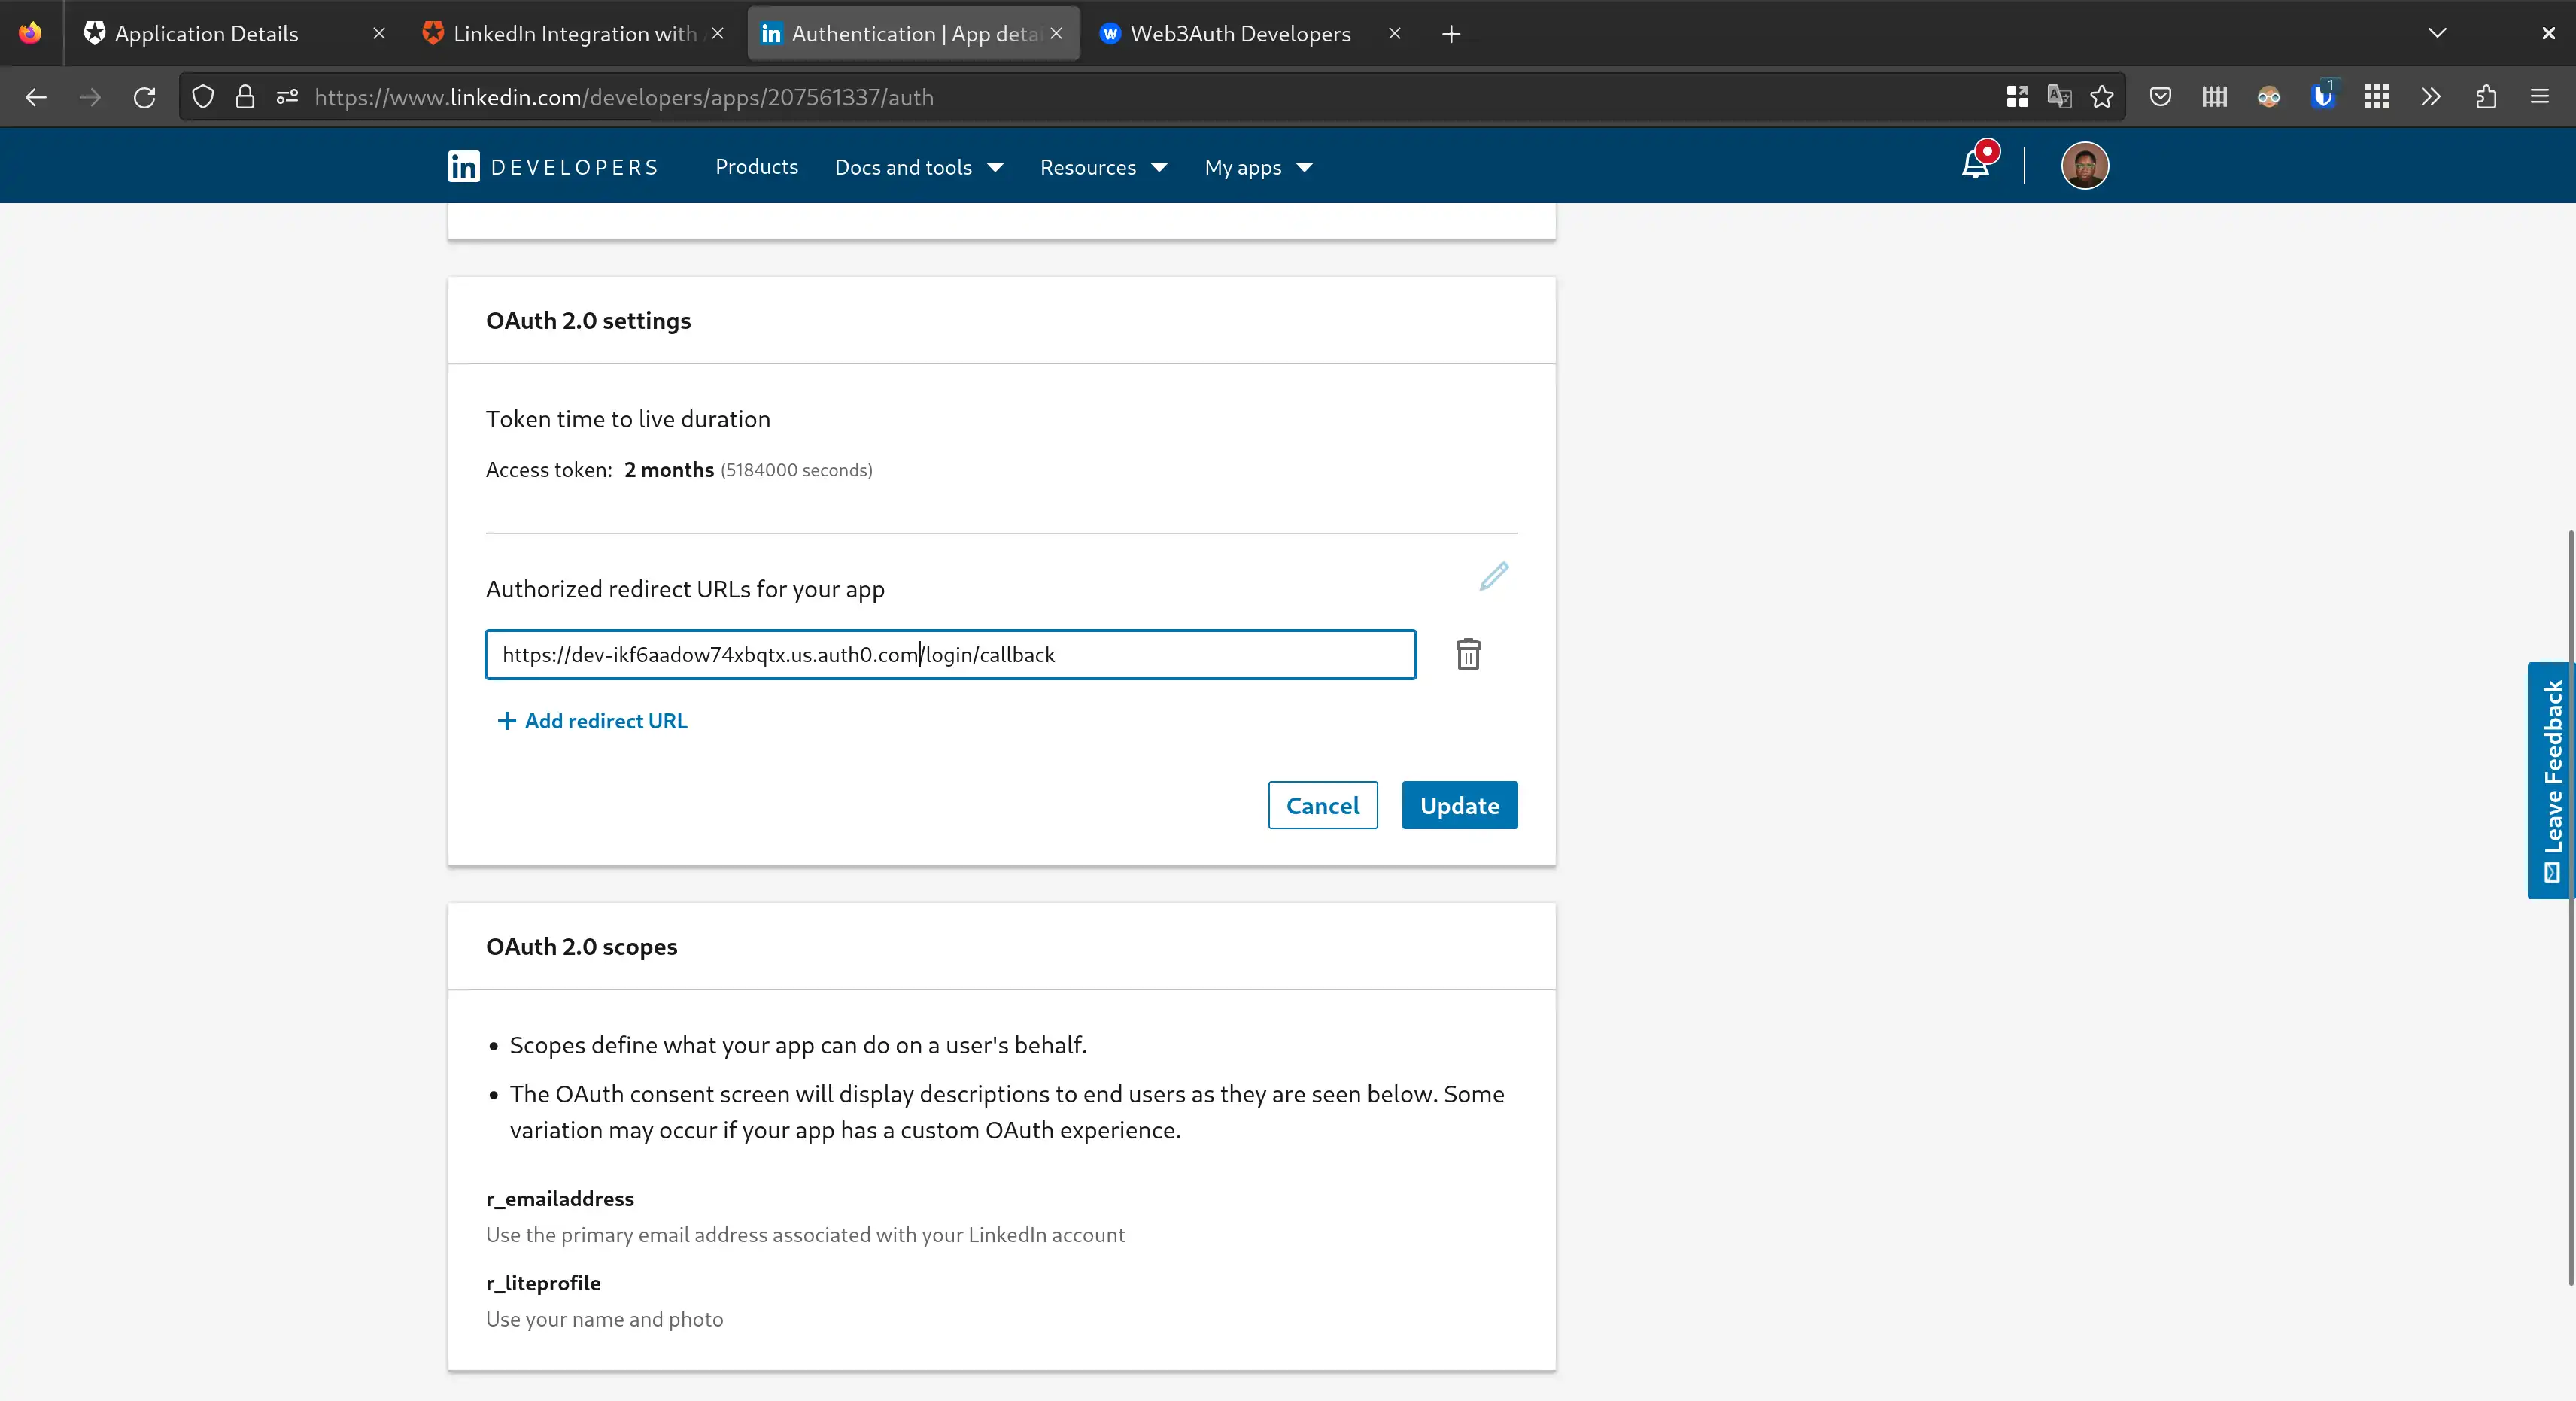 Application Details
LinkedIn Integration with
Authentication | App deta
Web3Auth Developers
https://www.linkedin.com/developers/apps/207561337/auth
1
in DEVELOPERS
Products
Docs and tools
Resources
My apps
OAuth 2.0 settings
Token time to live duration
Access token: 2 months (5184000 seconds)
Authorized redirect URLs for your app
https://dev-ikf6aadow74xbqtx.us.auth0.com/login/callback
+ Add redirect URL
Cancel
Update
Leave Feedback
OAuth 2.0 scopes
• Scopes define what your app can do on a user's behalf.
• The OAuth consent screen will display descriptions to end users as they are seen below. Some
variation may occur if your app has a custom OAuth experience.
r_emailaddress
Use the primary email address associated with your LinkedIn account
r_liteprofile
Use your name and photo